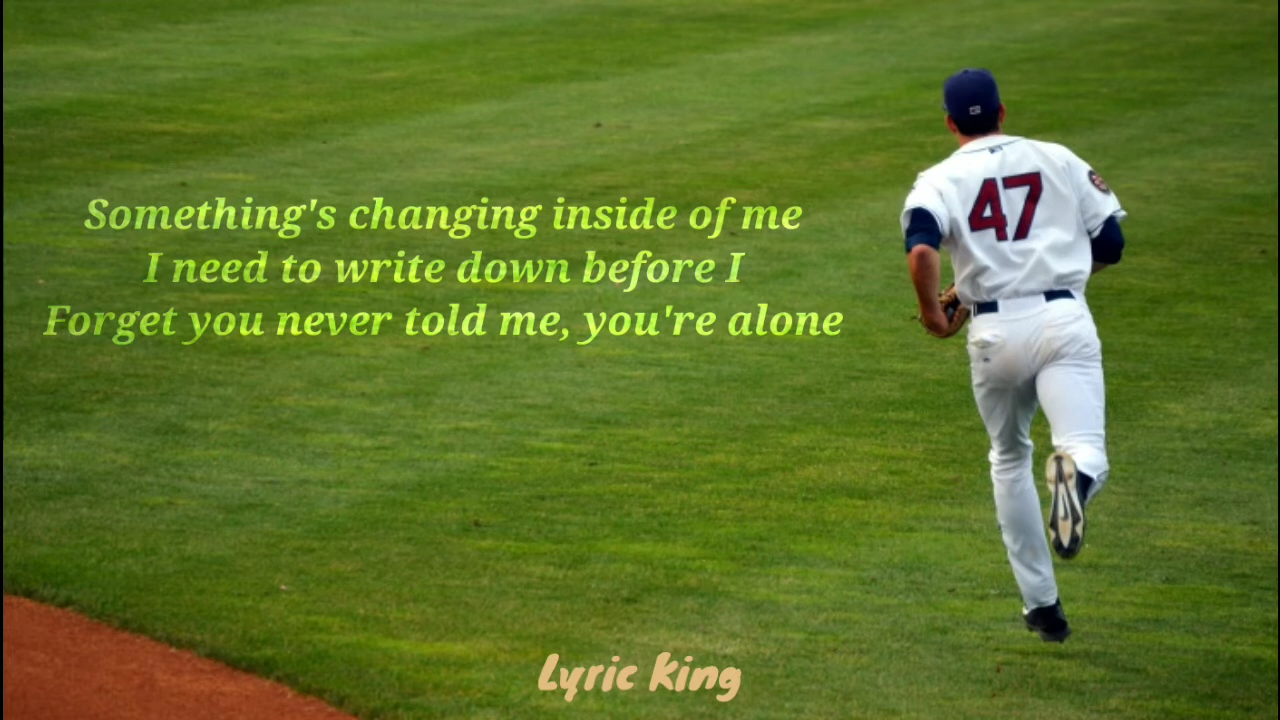 Something's changing inside of me
I need to write down before I
Forget you never told me, you're alone
47
Lyric King